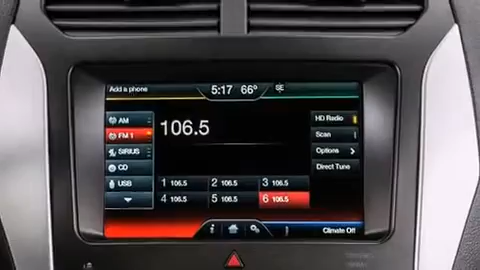 Add a phone 5:17 66° SE
AM
FM 1
SIRIUS
CD
USB
106.5
HD Radio
Scan
Options
Direct Tune
1 106.5 2 106.5 3 106.5
4 106.5 5 106.5 6 106.5
Climate Off